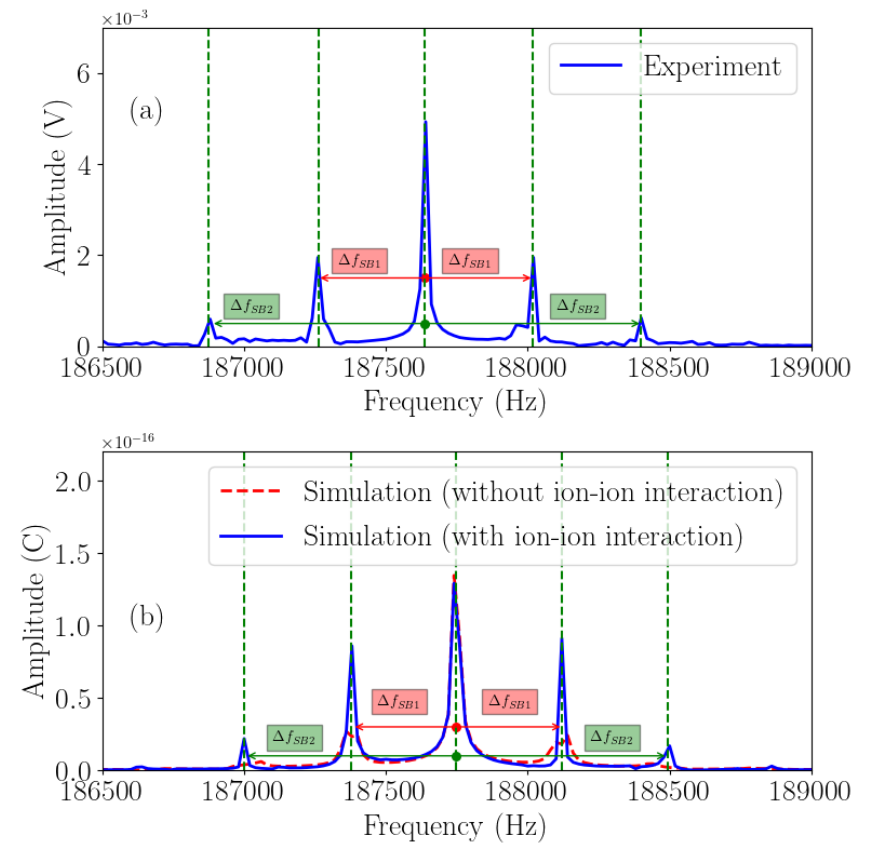 ×10⁻³
Experiment
(a)
6
4
2
0
Amplitude (V)
Δf_SB1 Δf_SB1
Δf_SB2 Δf_SB2
186500 187000 187500 188000 188500 189000
Frequency (Hz)
×10⁻¹⁶
Simulation (without ion-ion interaction)
Simulation (with ion-ion interaction)
(b)
2.0
1.5
1.0
0.5
0.0
Amplitude (C)
Δf_SB1 Δf_SB1
Δf_SB2 Δf_SB2
186500 187000 187500 188000 188500 189000
Frequency (Hz)